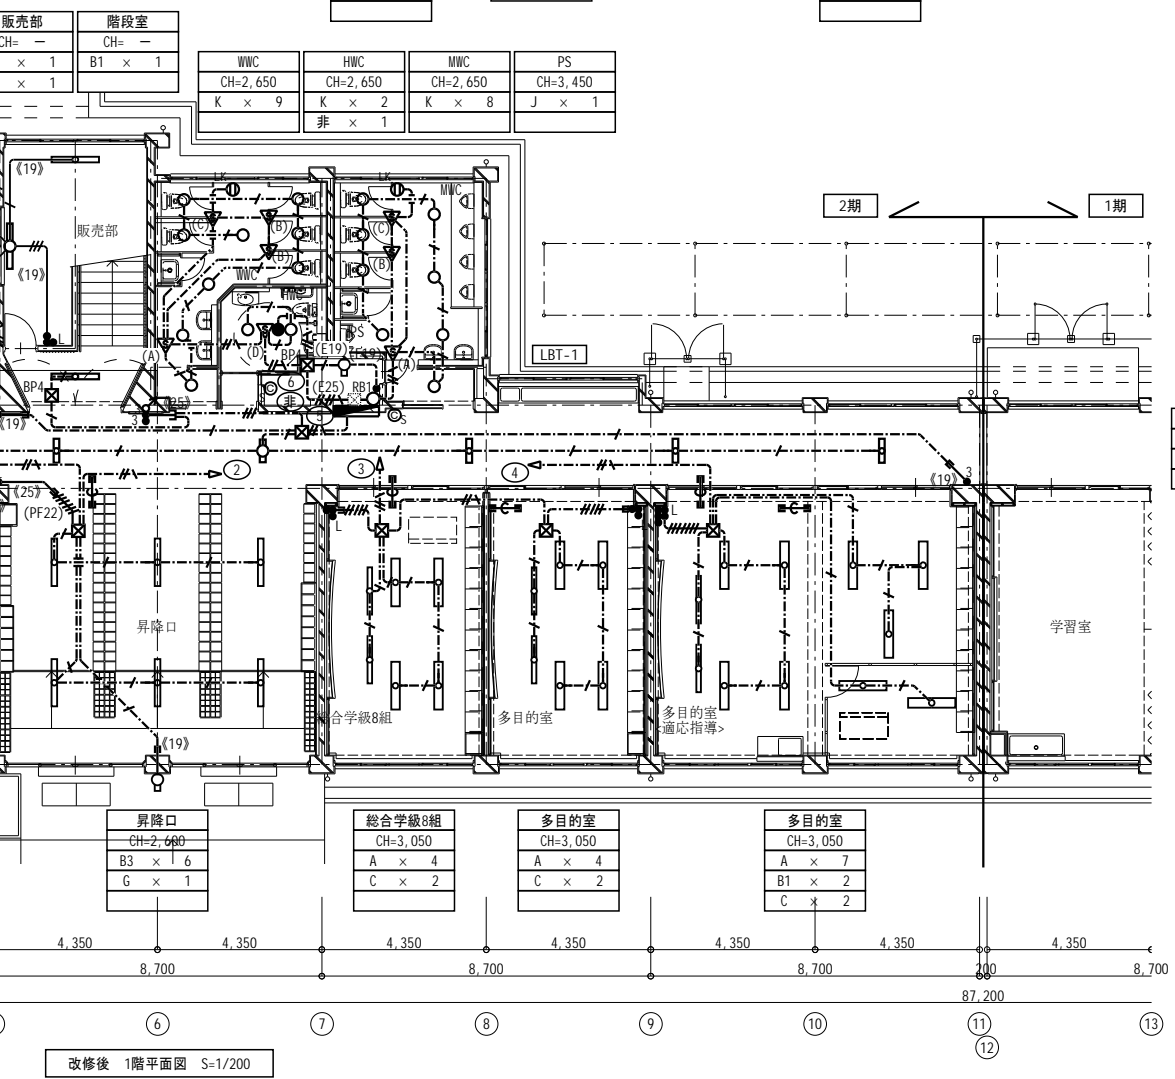 販売部
CH= —
× 1
× 1
階段室
CH= —
B1 × 1
WWC
CH=2,650
K × 9
HWC
CH=2,650
K × 2
非 × 1
MWC
CH=2,650
K × 8
PS
CH=3,450
J × 1
《19》
LK
LK
MWC
2期
1期
販売部
(C)
(B)
(C)
《19》
(B)
(B)
WWC
HWC
L
(A)
(D)
BP4
(E19)
PS
(E19)
(A)
LBT-1
BP4
6
(E25)
RB1
非
《25》
《19》
3
S
2
3
4
《19》
3
《25》
(PF22)
L
C
C
L
C
昇降口
学習室
総合学級8組
多目的室
多目的室
<適応指導>
《19》
昇降口
CH=2,600
B3 × 6
G × 1
総合学級8組
CH=3,050
A × 4
C × 2
多目的室
CH=3,050
A × 4
C × 2
多目的室
CH=3,050
A × 7
B1 × 2
C × 2
4,350
4,350
4,350
4,350
4,350
4,350
4,350
8,700
8,700
8,700
200
8,700
87,200
6
7
8
9
10
11
12
13
改修後 1階平面図 S=1/200